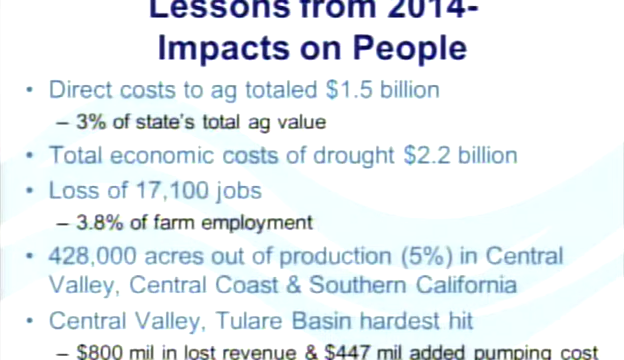 Lessons from 2014-
Impacts on People
• Direct costs to ag totaled $1.5 billion
– 3% of state's total ag value
• Total economic costs of drought $2.2 billion
• Loss of 17,100 jobs
– 3.8% of farm employment
• 428,000 acres out of production (5%) in Central
Valley, Central Coast & Southern California
• Central Valley, Tulare Basin hardest hit
– $800 mil in lost revenue & $447 mil added pumping cost